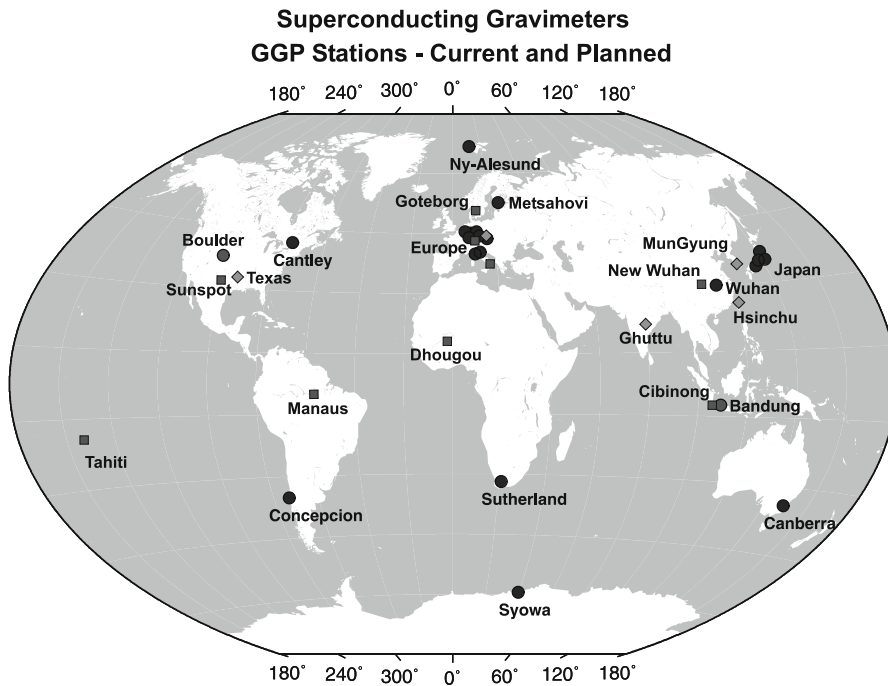 Superconducting Gravimeters
GGP Stations - Current and Planned
180° 240° 300° 0° 60° 120° 180°
Ny-Alesund
Goteborg
Metsahovi
Boulder
Cantley
Europe
MunGyung
Japan
Sunspot
Texas
New Wuhan
Wuhan
Hsinchu
Ghuttu
Dhougou
Cibinong
Manaus
Bandung
Tahiti
Sutherland
Concepcion
Canberra
Syowa
180° 240° 300° 0° 60° 120° 180°